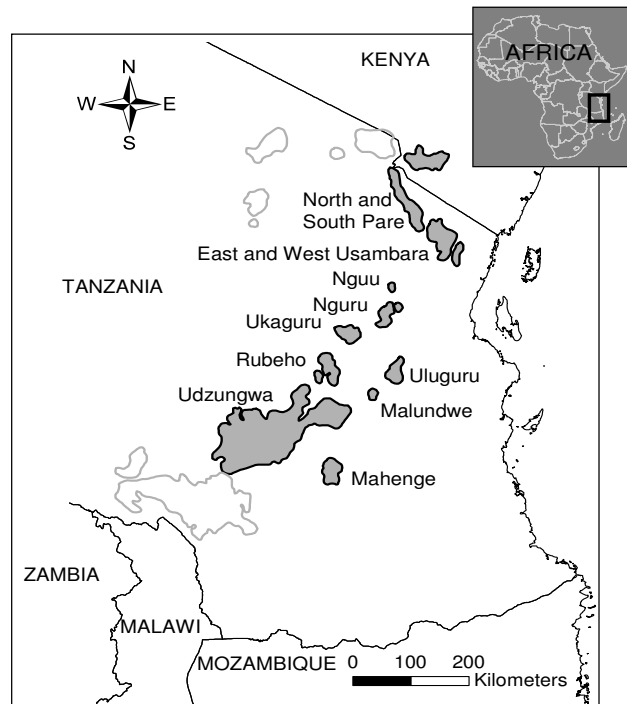 KENYA
AFRICA
N
W E
S
North and
South Pare
East and West Usambara
TANZANIA
Nguu
Nguru
Ukaguru
Rubeho
Uluguru
Udzungwa
Malundwe
Mahenge
ZAMBIA
MALAWI
MOZAMBIQUE
0 100 200
Kilometers